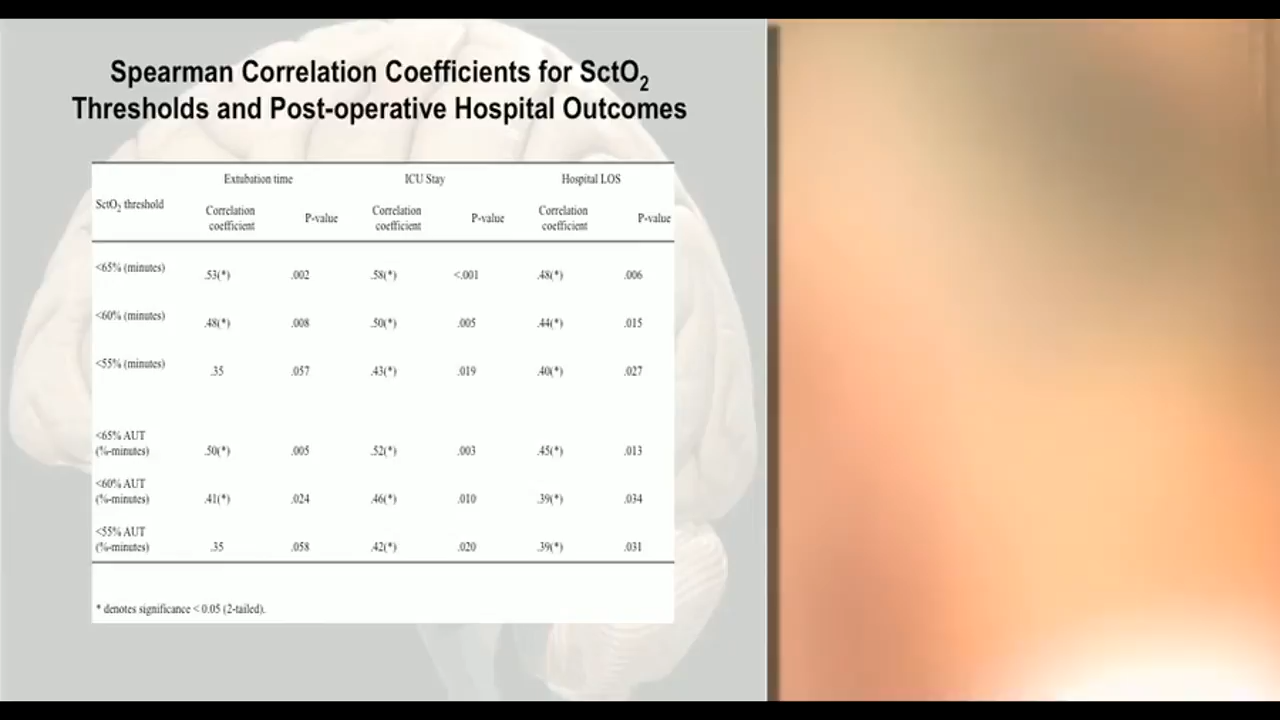 Spearman Correlation Coefficients for SctO2
Thresholds and Post-operative Hospital Outcomes
Extubation time ICU Stay Hospital LOS
SctO2 threshold Correlation coefficient P-value Correlation coefficient P-value Correlation coefficient P-value
<65% (minutes) .53(*) .002 .58(*) <.001 .48(*) .006
<60% (minutes) .48(*) .008 .50(*) .005 .44(*) .015
<55% (minutes) .35 .057 .43(*) .019 .40(*) .027
<65% AUT
(%-minutes) .50(*) .005 .52(*) .003 .45(*) .013
<60% AUT
(%-minutes) .41(*) .024 .46(*) .010 .39(*) .034
<55% AUT
(%-minutes) .35 .058 .42(*) .020 .39(*) .031
* denotes significance < 0.05 (2-tailed).